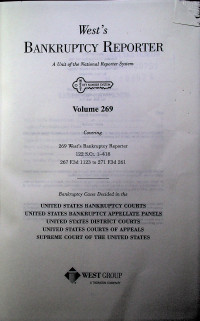 West's
BANKRUPTCY REPORTER
A Unit of the National Reporter System
Volume 269
Covering
269 West's Bankruptcy Reporter
122 S.Ct. 1–418
267 F.3d 1133 to 271 F.3d 261
Bankruptcy Cases Decided in the
UNITED STATES BANKRUPTCY COURTS
UNITED STATES BANKRUPTCY APPELLATE PANELS
UNITED STATES DISTRICT COURTS
UNITED STATES COURTS OF APPEALS
SUPREME COURT OF THE UNITED STATES
WEST GROUP